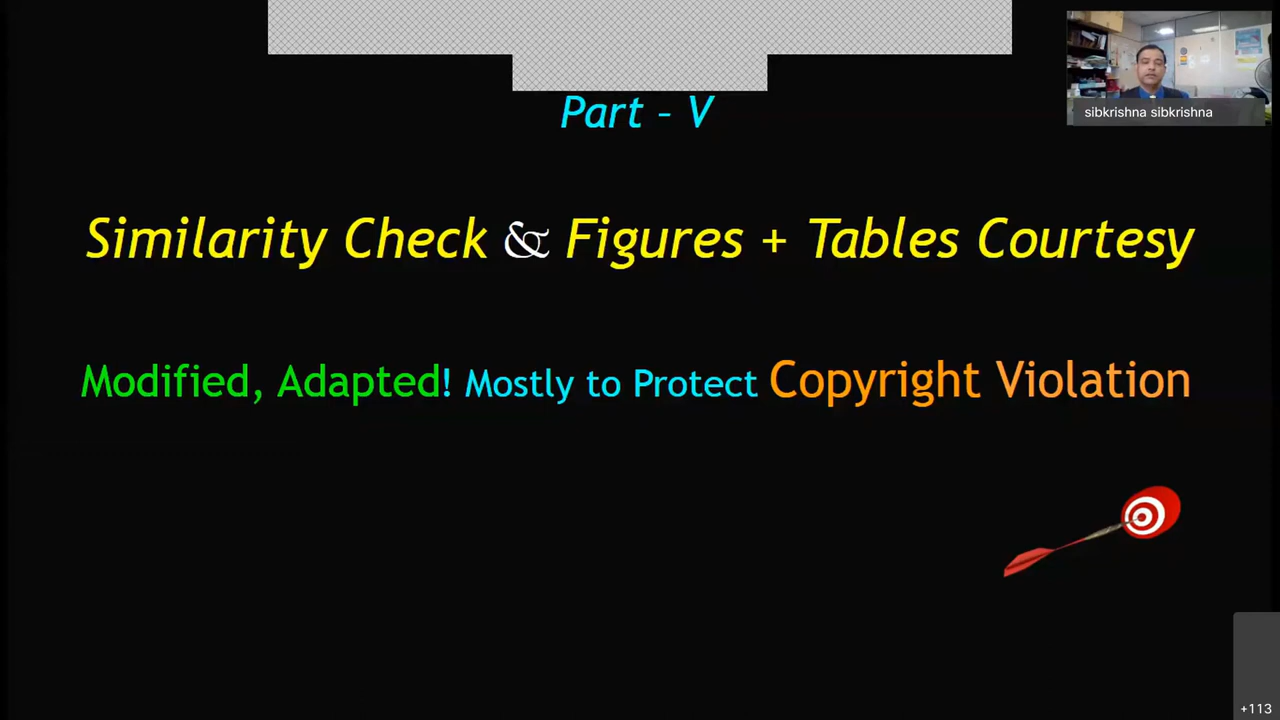 sibkrishna sibkrishna
Part – V
Similarity Check & Figures + Tables Courtesy
Modified, Adapted! Mostly to Protect Copyright Violation
+113